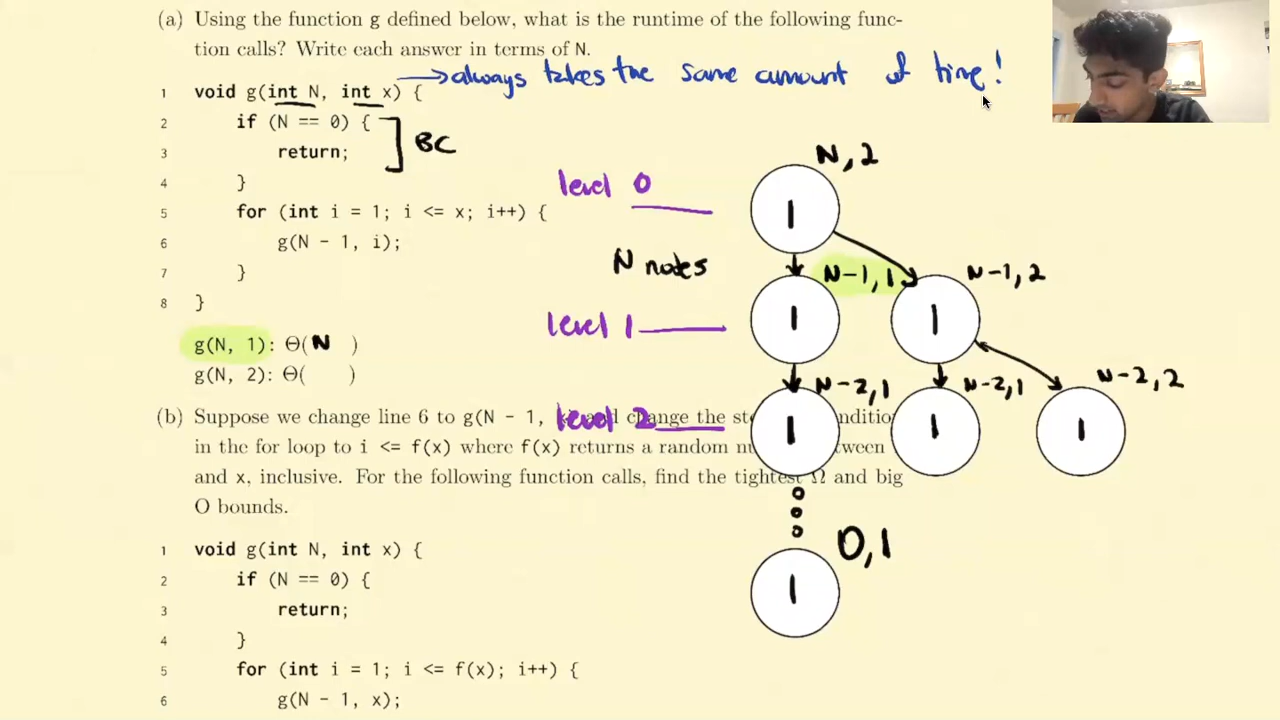 (a) Using the function g defined below, what is the runtime of the following func-
tion calls? Write each answer in terms of N.
→always takes the same amount of time!
1 void g(int N, int x) {
2 if (N == 0) {
3 return;
BC
4 }
5 for (int i = 1; i <= x; i++) {
6 g(N - 1, i);
7 }
8 }
g(N, 1): Θ(N )
g(N, 2): Θ( )
N,2
level 0
1
N nodes
N-1,1
N-1,2
level 1
1
1
N-2,1
N-2,1
N-2,2
level 2
1
1
1
0,1
1
(b) Suppose we change line 6 to g(N - 1, change the
in the for loop to i <= f(x) where f(x) returns a random
and x, inclusive. For the following function calls, find the tightest Ω and big
O bounds.
1 void g(int N, int x) {
2 if (N == 0) {
3 return;
4 }
5 for (int i = 1; i <= f(x); i++) {
6 g(N - 1, x);